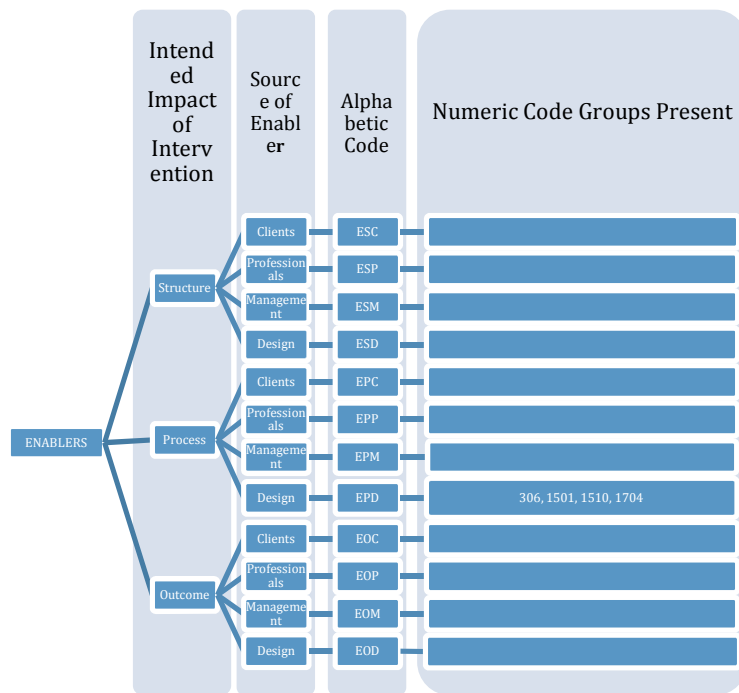 Intend
ed
Impact
of
Interv
ention
Sourc
e of
Enabl
er
Alpha
betic
Code
Numeric Code Groups Present
ENABLERS
Structure
Clients
ESC
Profession
als
ESP
Manageme
nt
ESM
Design
ESD
Process
Clients
EPC
Profession
als
EPP
Manageme
nt
EPM
Design
EPD
306, 1501, 1510, 1704
Outcome
Clients
EOC
Profession
als
EOP
Manageme
nt
EOM
Design
EOD